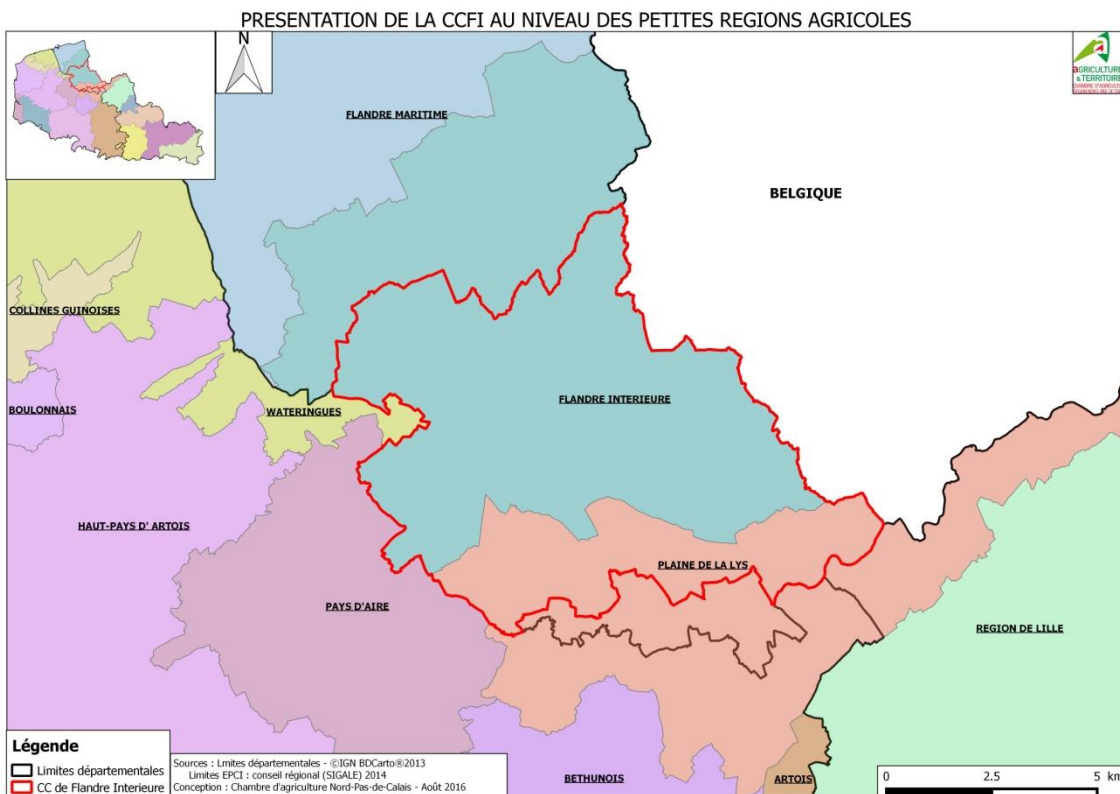 PRESENTATION DE LA CCFI AU NIVEAU DES PETITES REGIONS AGRICOLES
N
AGRICULTURES
& TERRITOIRES
FLANDRE MARITIME
BELGIQUE
COLLINES GUINOISES
FLANDRE INTERIEURE
BOULONNAIS
WATERINGUES
HAUT-PAYS D' ARTOIS
PLAINE DE LA LYS
PAYS D'AIRE
REGION DE LILLE
BETHUNOIS
ARTOIS
Légende
Limites départementales
CC de Flandre Interieure
Sources : Limites départementales - ©IGN BDCarto®2013
Limites EPCI : conseil régional (SIGALE) 2014
Conception : Chambre d'agriculture Nord-Pas-de-Calais - Août 2016
0 2.5 5 km